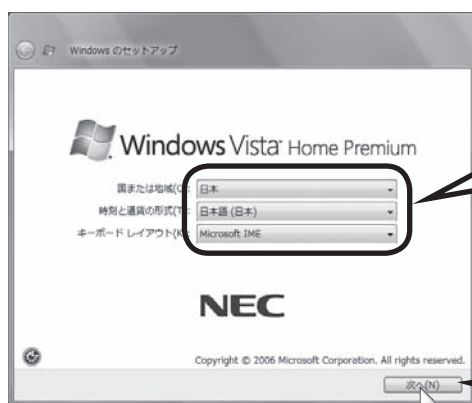 Windows のセットアップ
Windows Vista™ Home Premium
国または地域(C): 日本
時刻と通貨の形式(T): 日本語 (日本)
キーボード レイアウト(K): Microsoft IME
NEC
Copyright © 2006 Microsoft Corporation. All rights reserved.
次へ(N)